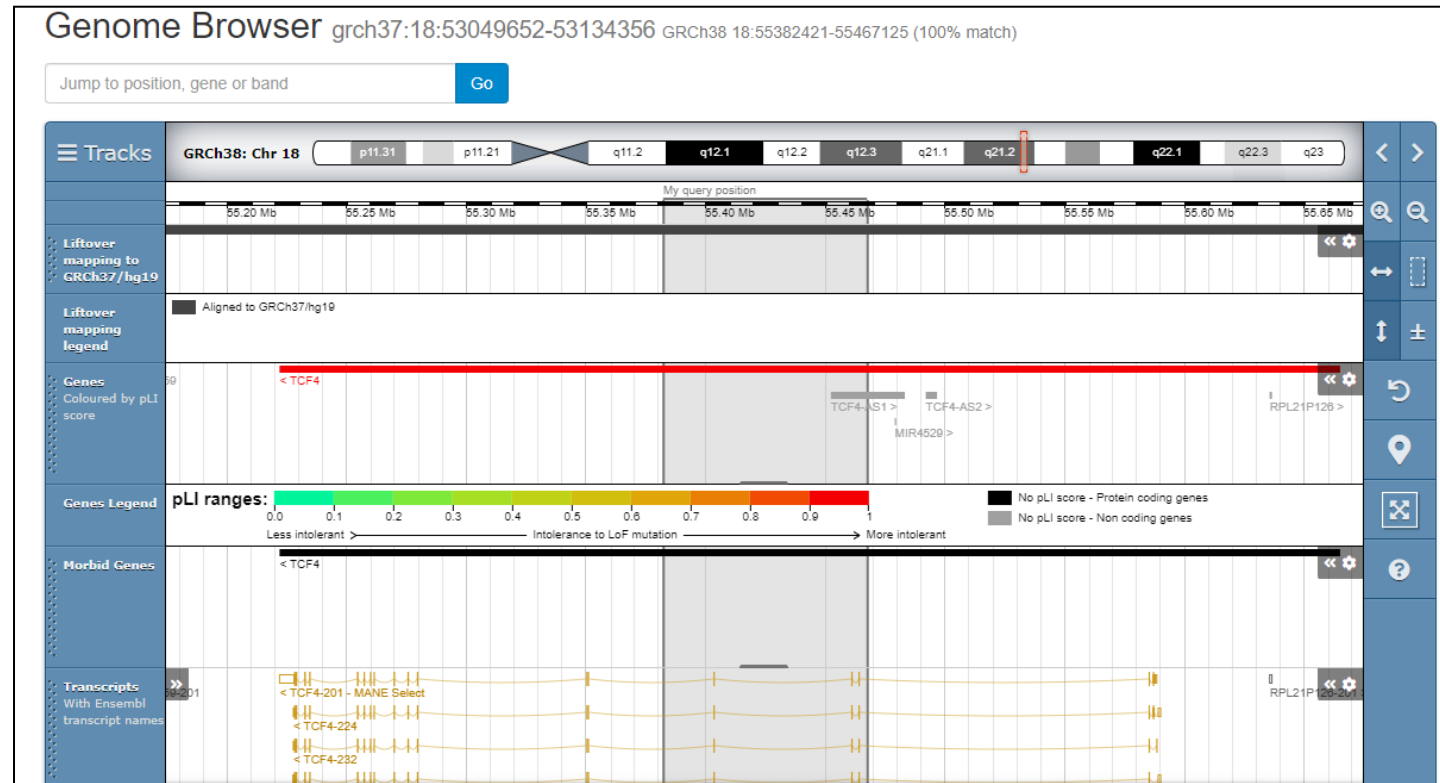 Genome Browser grch37:18:53049652-53134356 GRCh38 18:55382421-55467125 (100% match)
Jump to position, gene or band
Go
Tracks
GRCh38: Chr 18
p11.31 p11.21 q11.2 q12.1 q12.2 q12.3 q21.1 q21.2 q22.1 q22.3 q23
My query position
55.20 Mb 55.25 Mb 55.30 Mb 55.35 Mb 55.40 Mb 55.45 Mb 55.50 Mb 55.55 Mb 55.60 Mb 55.65 Mb
Liftover
mapping to
GRCh37/hg19
Liftover
mapping
legend
Aligned to GRCh37/hg19
Genes
Coloured by pLI
score
59
< TCF4
TCF4-AS1 > TCF4-AS2 > RPL21P126 >
MIR4529 >
Genes Legend
pLI ranges:
0.0 0.1 0.2 0.3 0.4 0.5 0.6 0.7 0.8 0.9 1
Less intolerant > Intolerance to LoF mutation > More intolerant
No pLI score - Protein coding genes
No pLI score - Non coding genes
Morbid Genes
< TCF4
Transcripts
With Ensembl
transcript names
< TCF4-201 - MANE Select
< TCF4-224
< TCF4-232